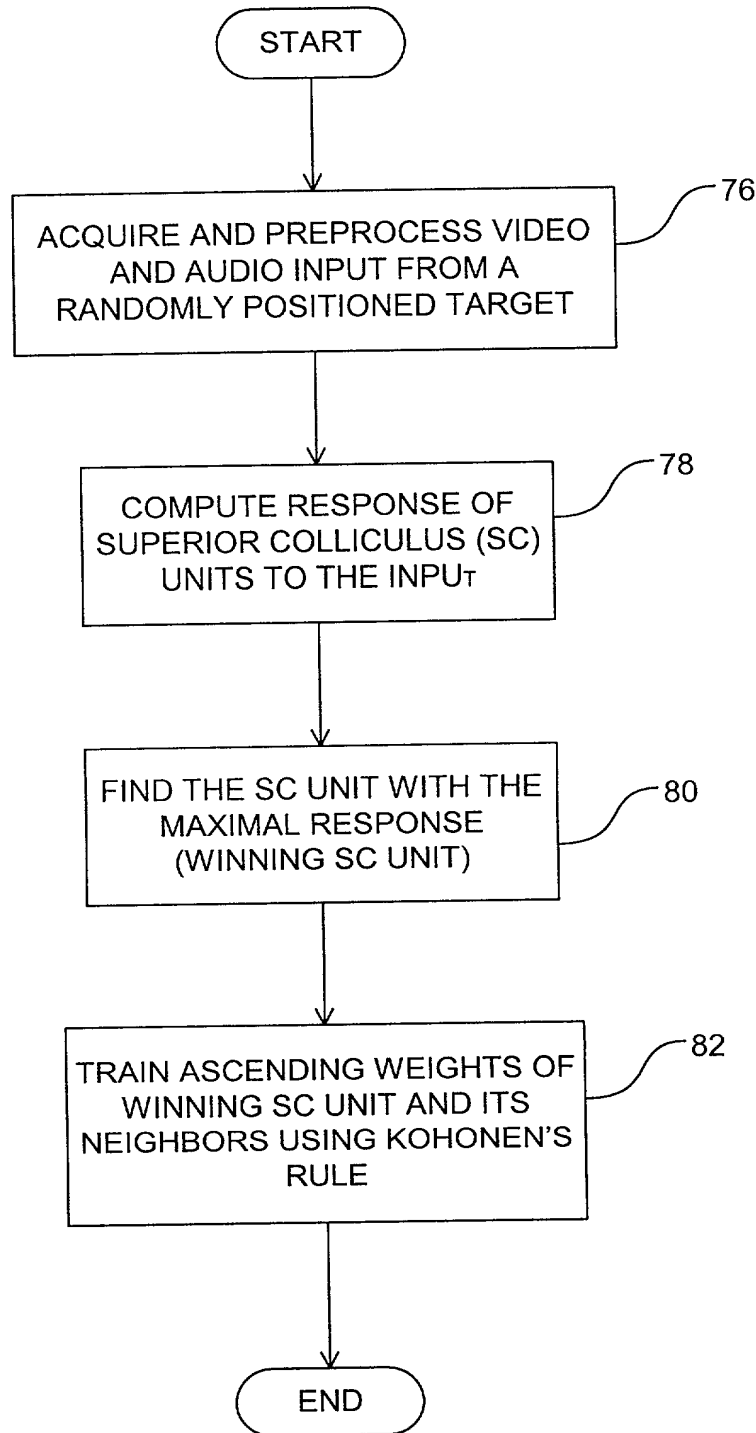 START
76
ACQUIRE AND PREPROCESS VIDEO
AND AUDIO INPUT FROM A
RANDOMLY POSITIONED TARGET
78
COMPUTE RESPONSE OF
SUPERIOR COLLICULUS (SC)
UNITS TO THE INPUT
80
FIND THE SC UNIT WITH THE
MAXIMAL RESPONSE
(WINNING SC UNIT)
82
TRAIN ASCENDING WEIGHTS OF
WINNING SC UNIT AND ITS
NEIGHBORS USING KOHONEN'S
RULE
END